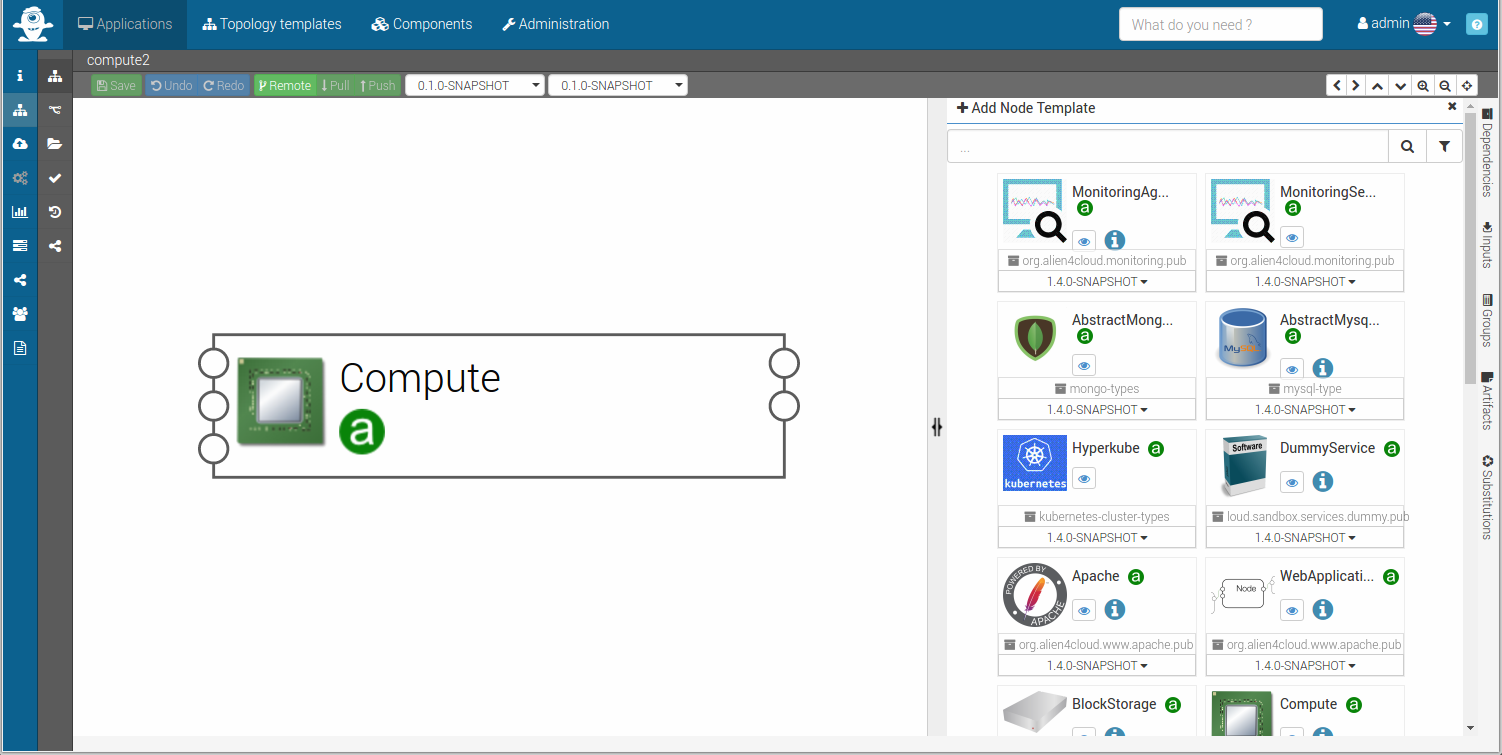 Applications
Topology templates
Components
Administration
What do you need ?
admin
compute2
Save
Undo
Redo
Remote
Pull
Push
0.1.0-SNAPSHOT
0.1.0-SNAPSHOT
Compute
a
Add Node Template
...
MonitoringAg...
a
org.alien4cloud.monitoring.pub
1.4.0-SNAPSHOT
MonitoringSe...
a
org.alien4cloud.monitoring.pub
1.4.0-SNAPSHOT
AbstractMong...
a
mongo-types
1.4.0-SNAPSHOT
MySQL
AbstractMysq...
a
mysql-type
1.4.0-SNAPSHOT
kubernetes
Hyperkube
a
kubernetes-cluster-types
1.4.0-SNAPSHOT
Software
DummyService
a
loud.sandbox.services.dummy.pub
1.4.0-SNAPSHOT
POWERED BY
APACHE
Apache
a
org.alien4cloud.www.apache.pub
1.4.0-SNAPSHOT
Node
WebApplicati...
a
org.alien4cloud.www.apache.pub
1.4.0-SNAPSHOT
BlockStorage
a
Compute
a
Dependencies
Inputs
Groups
Artifacts
Substitutions